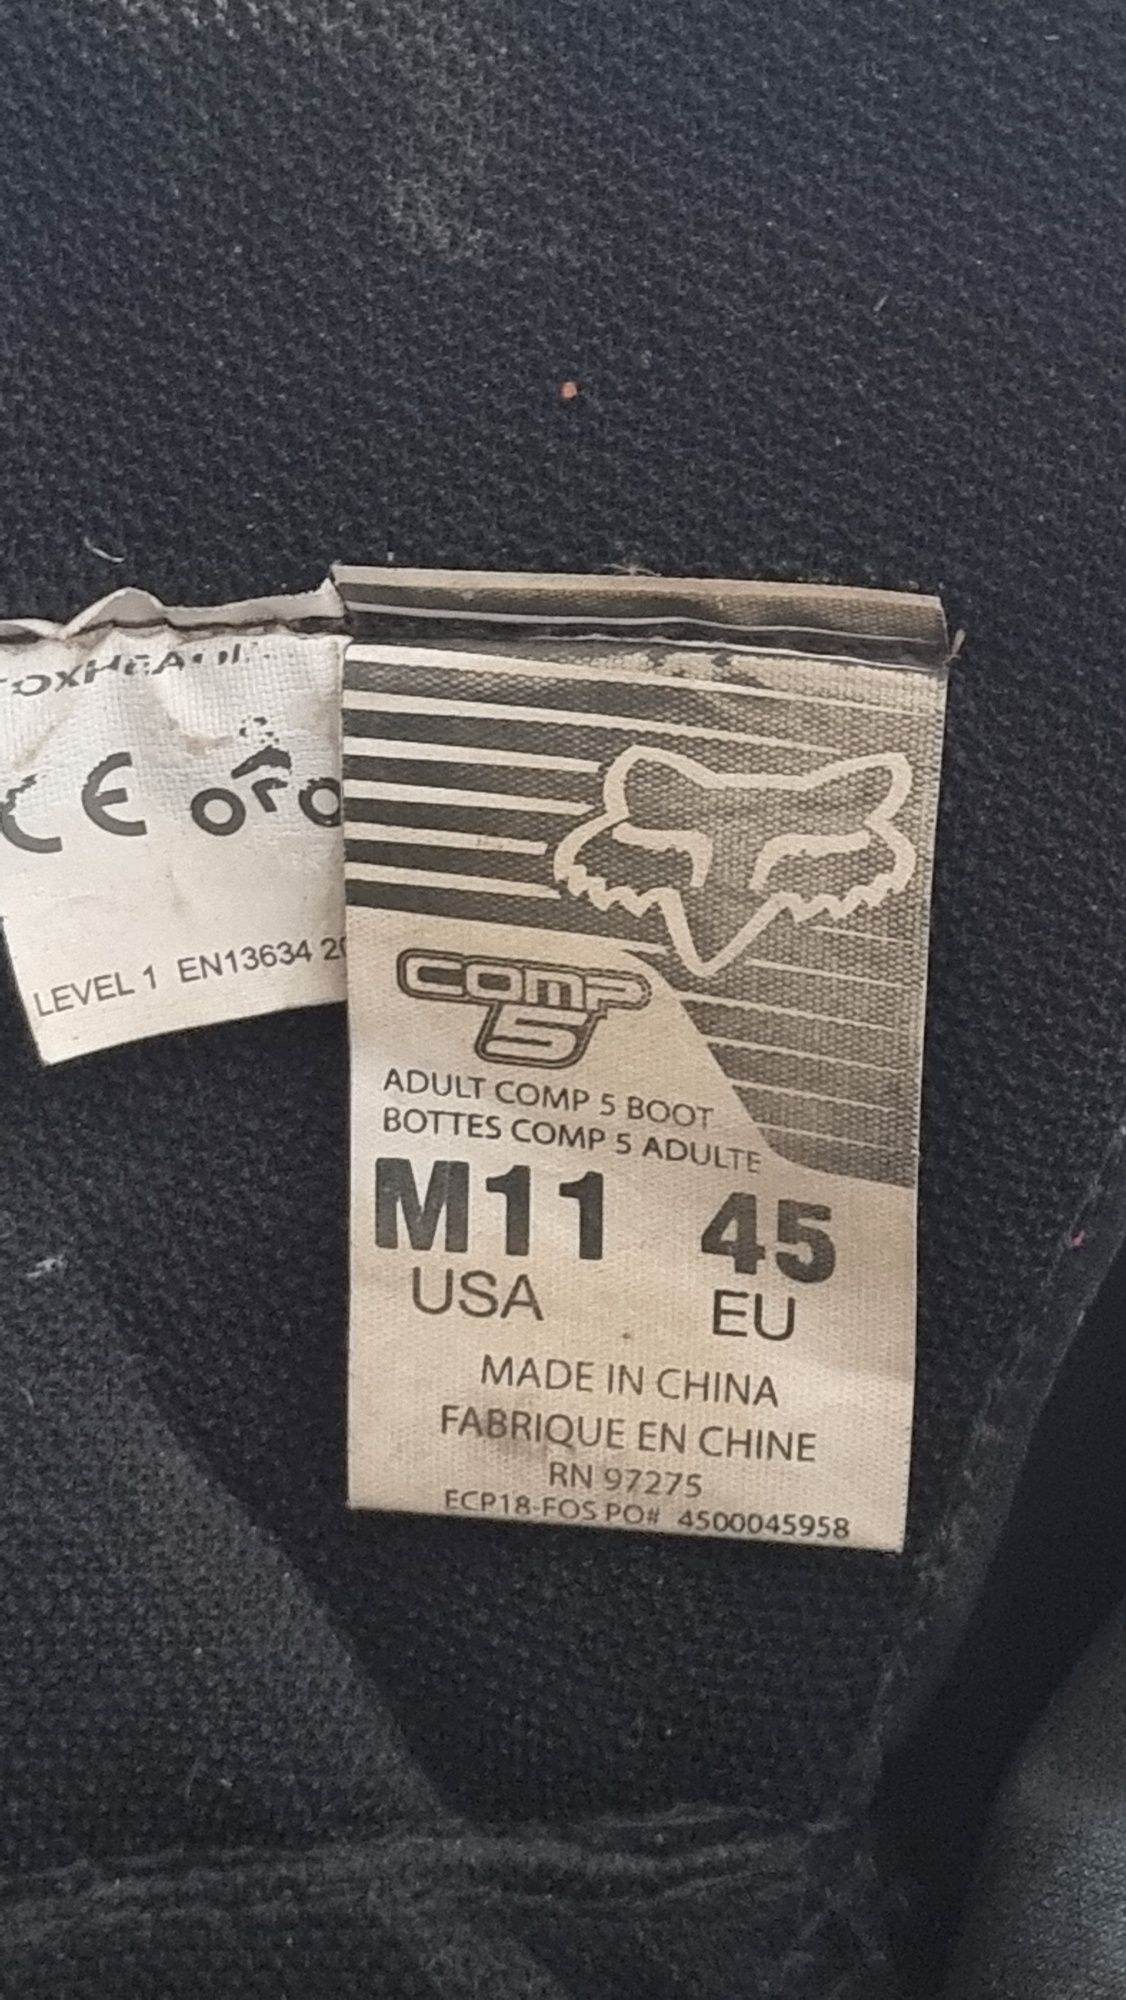 CE
LEVEL 1 EN13634
COMP
5
ADULT COMP 5 BOOT
BOTTES COMP 5 ADULTE
M11 45
USA EU
MADE IN CHINA
FABRIQUE EN CHINE
RN 97275
ECP18-FOS PO# 4500045958